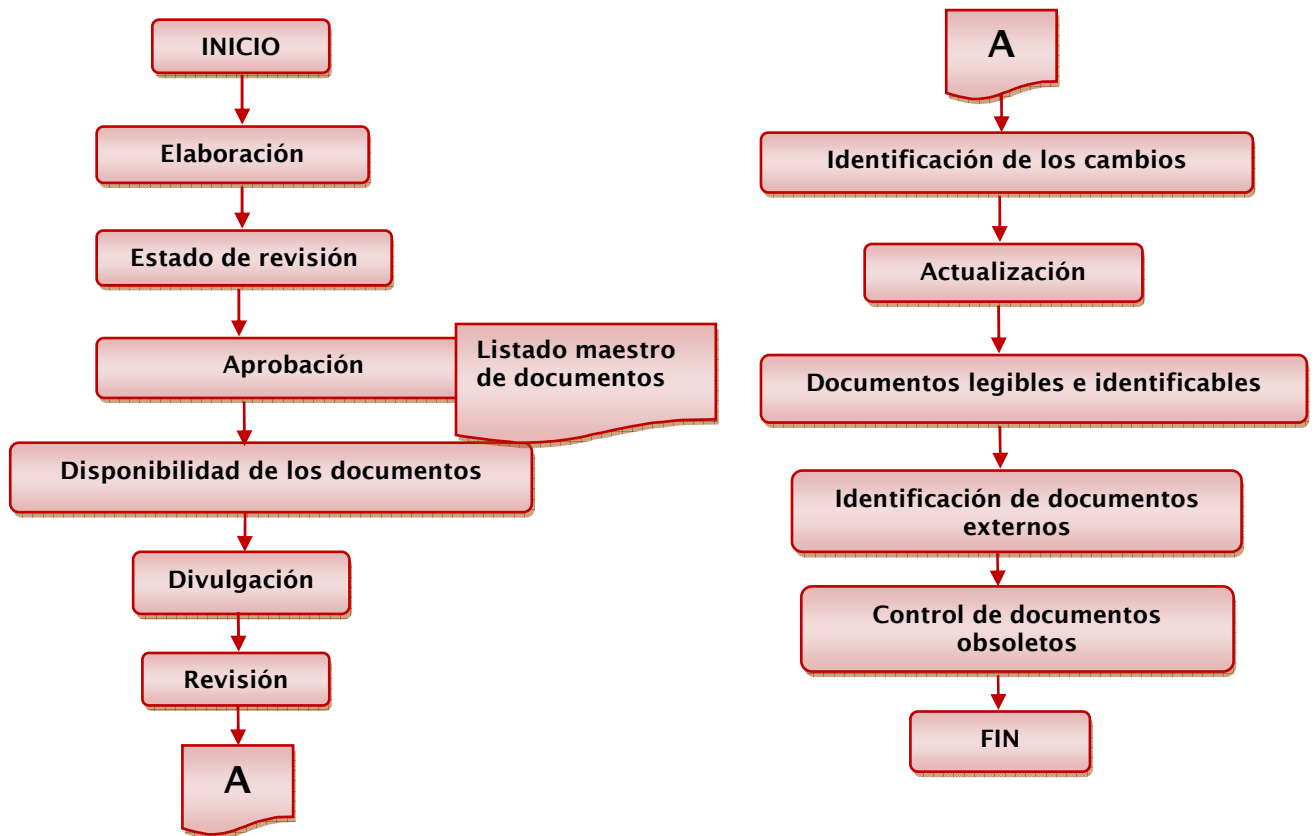 INICIO
Elaboración
Estado de revisión
Aprobación
Listado maestro
de documentos
Disponibilidad de los documentos
Divulgación
Revisión
A
A
Identificación de los cambios
Actualización
Documentos legibles e identificables
Identificación de documentos
externos
Control de documentos
obsoletos
FIN